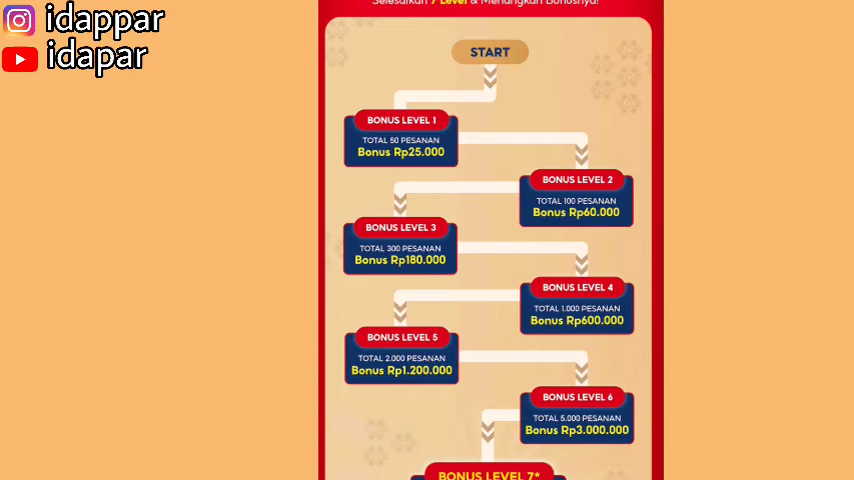 idappar
idapar
Selesaikan 7 Level & Menangkan Bonusnya!
START
BONUS LEVEL 1
TOTAL 50 PESANAN
Bonus Rp25.000
BONUS LEVEL 2
TOTAL 100 PESANAN
Bonus Rp60.000
BONUS LEVEL 3
TOTAL 300 PESANAN
Bonus Rp180.000
BONUS LEVEL 4
TOTAL 1.000 PESANAN
Bonus Rp600.000
BONUS LEVEL 5
TOTAL 2.000 PESANAN
Bonus Rp1.200.000
BONUS LEVEL 6
TOTAL 5.000 PESANAN
Bonus Rp3.000.000
BONUS LEVEL 7*